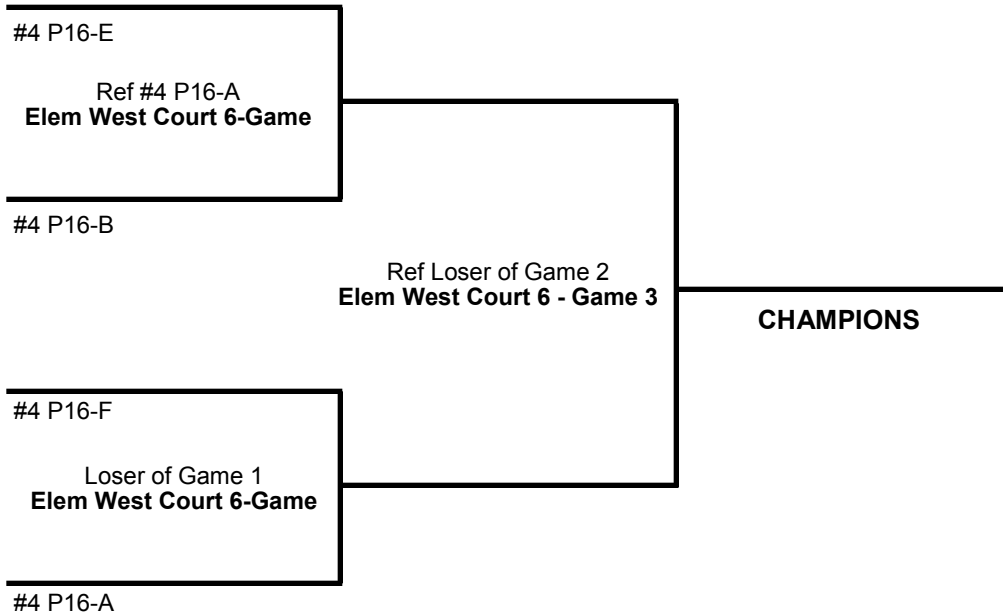 #4 P16-E
Ref #4 P16-A
Elem West Court 6-Game
#4 P16-B
Ref Loser of Game 2
Elem West Court 6 - Game 3
CHAMPIONS
#4 P16-F
Loser of Game 1
Elem West Court 6-Game
#4 P16-A